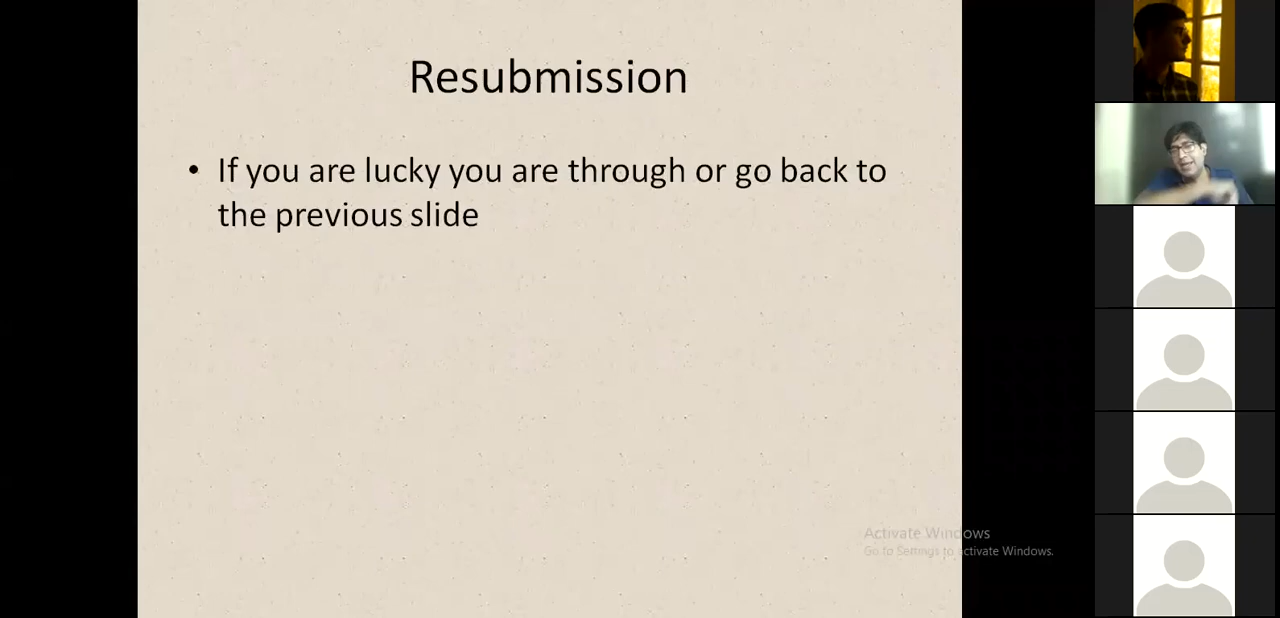 Resubmission
• If you are lucky you are through or go back to
the previous slide
Activate Windows
Go to Settings to activate Windows.